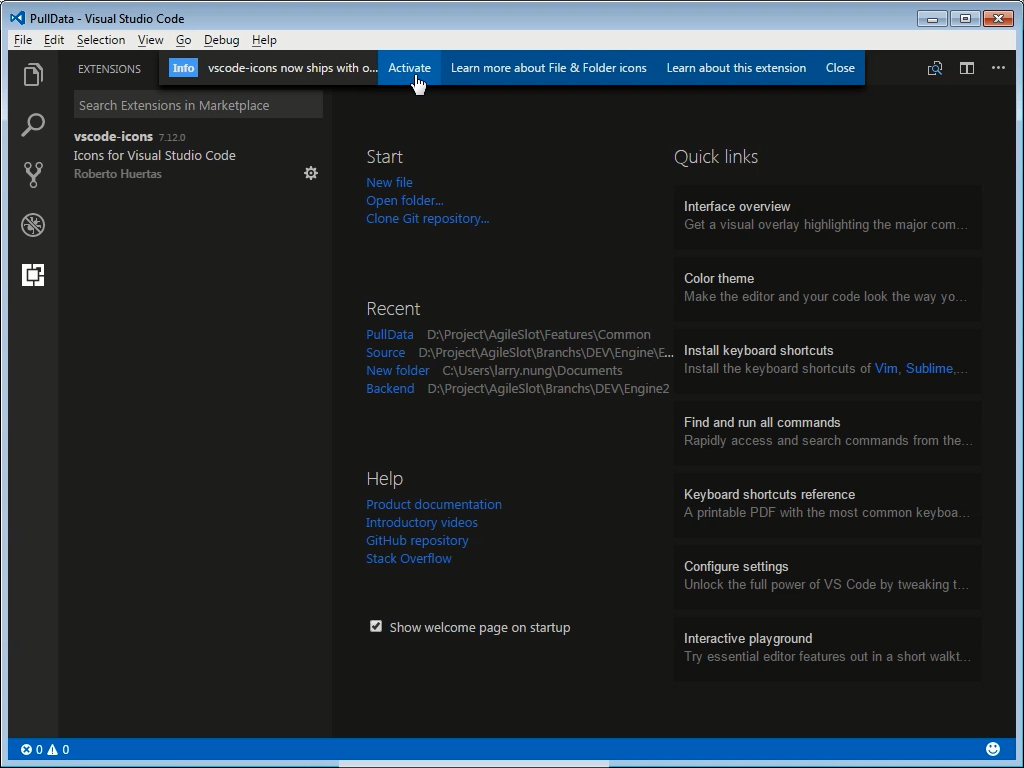 PullData - Visual Studio Code
File Edit Selection View Go Debug Help
EXTENSIONS
Info vscode-icons now ships with o... Activate Learn more about File & Folder icons Learn about this extension Close
Search Extensions in Marketplace
vscode-icons 7.12.0
Icons for Visual Studio Code
Roberto Huertas
Start
New file
Open folder...
Clone Git repository...
Recent
PullData D:\Project\AgileSlot\Features\Common
Source D:\Project\AgileSlot\Branchs\DEV\Engine\E...
New folder C:\Users\larry.nung\Documents
Backend D:\Project\AgileSlot\Branchs\DEV\Engine2
Help
Product documentation
Introductory videos
GitHub repository
Stack Overflow
Show welcome page on startup
Quick links
Interface overview
Get a visual overlay highlighting the major com...
Color theme
Make the editor and your code look the way yo...
Install keyboard shortcuts
Install the keyboard shortcuts of Vim, Sublime,...
Find and run all commands
Rapidly access and search commands from the...
Keyboard shortcuts reference
A printable PDF with the most common keyboa...
Configure settings
Unlock the full power of VS Code by tweaking t...
Interactive playground
Try essential editor features out in a short walkt...
0 0